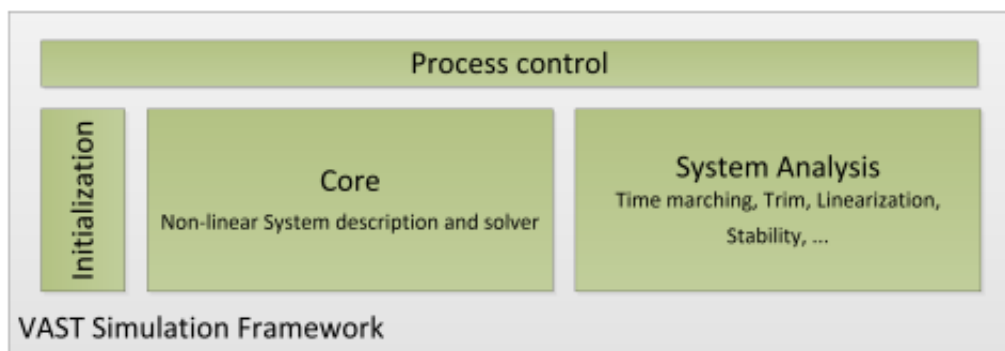 Process control
Initialization
Core
Non-linear System description and solver
System Analysis
Time marching, Trim, Linearization,
Stability, ...
VAST Simulation Framework